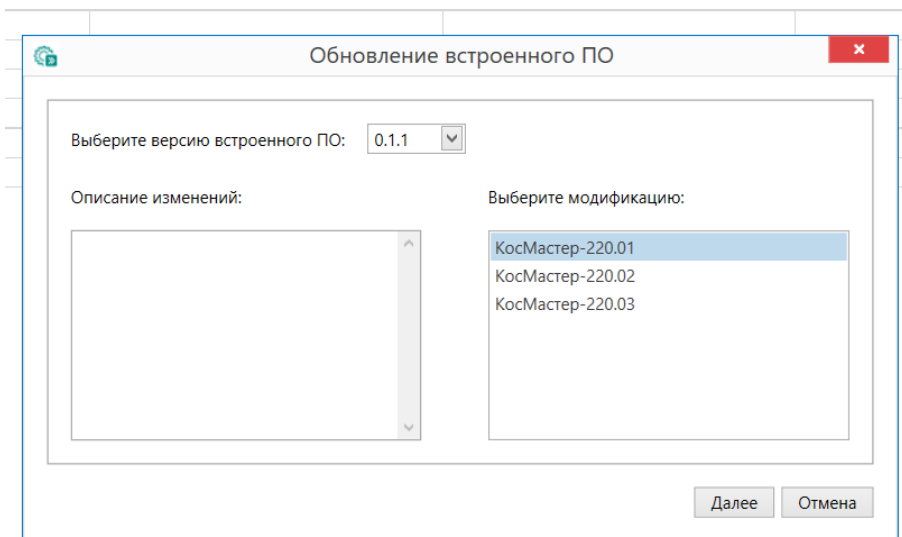 Обновление встроенного ПО
Выберите версию встроенного ПО: 0.1.1
Описание изменений:
Выберите модификацию:
КосМастер-220.01
КосМастер-220.02
КосМастер-220.03
Далее
Отмена